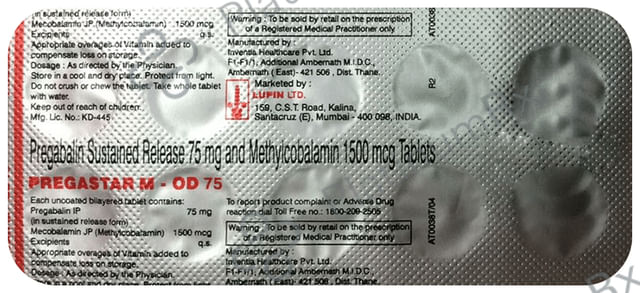 (in sustained release form)
Mecobalamin JP (Methylcobalamin) 1500 mcg
Excipients q.s.
Appropriate overages of Vitamin added to
compensate loss on storage.
Dosage : As directed by the Physician.
Store in a cool and dry place. Protect from light.
Do not crush or chew the tablet. Take whole tablet
with water.
Keep out of reach of children.
Mfg. Lic. No.: KD-445
Warning : To be sold by retail on the prescription
of a Registered Medical Practitioner only
Manufactured by :
Inventia Healthcare Pvt. Ltd.
F1-F1/1, Additional Ambernath M.I.D.C.,
Ambernath (East)- 421 506, Dist. Thane.
Marketed by :
LUPIN LTD.
159, C.S.T. Road, Kalina,
Santacruz (E), Mumbai - 400 098, INDIA.
R2
Pregabalin Sustained Release 75 mg and Methylcobalamin 1500 mcg Tablets
PREGASTAR M - OD 75
Each uncoated bilayered tablet contains:
Pregabalin IP 75 mg
(in sustained release form)
Mecobalamin JP (Methylcobalamin) 1500 mcg
Excipients q.s.
Appropriate overages of Vitamin added to
compensate loss on storage.
Dosage : As directed by the Physician.
To report product complaint or Adverse Drug
reaction dial Toll Free no.: 1800-209-2505
Warning : To be sold by retail on the prescription
of a Registered Medical Practitioner only
Manufactured by :
Inventia Healthcare Pvt. Ltd.
F1-F1/1, Additional Ambernath M.I.D.C.,
Ambernath (East)- 421 506, Dist. Thane.
AT00387/04